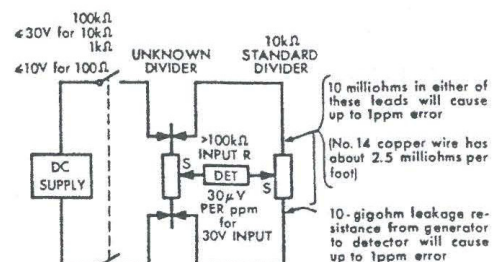 100kΩ
≤30V for 10kΩ
1kΩ
≤10V for 100Ω
UNKNOWN
DIVIDER
10kΩ
STANDARD
DIVIDER
DC
SUPPLY
>100kΩ
INPUT R
S
DET
S
30μV
PER ppm
for
30V INPUT
10 milliohms in either of
these leads will cause
up to 1ppm error
(No. 14 copper wire has
about 2.5 milliohms per
foot)
10-gigohm leakage re-
sistance from generator
to detector will cause
up to 1ppm error